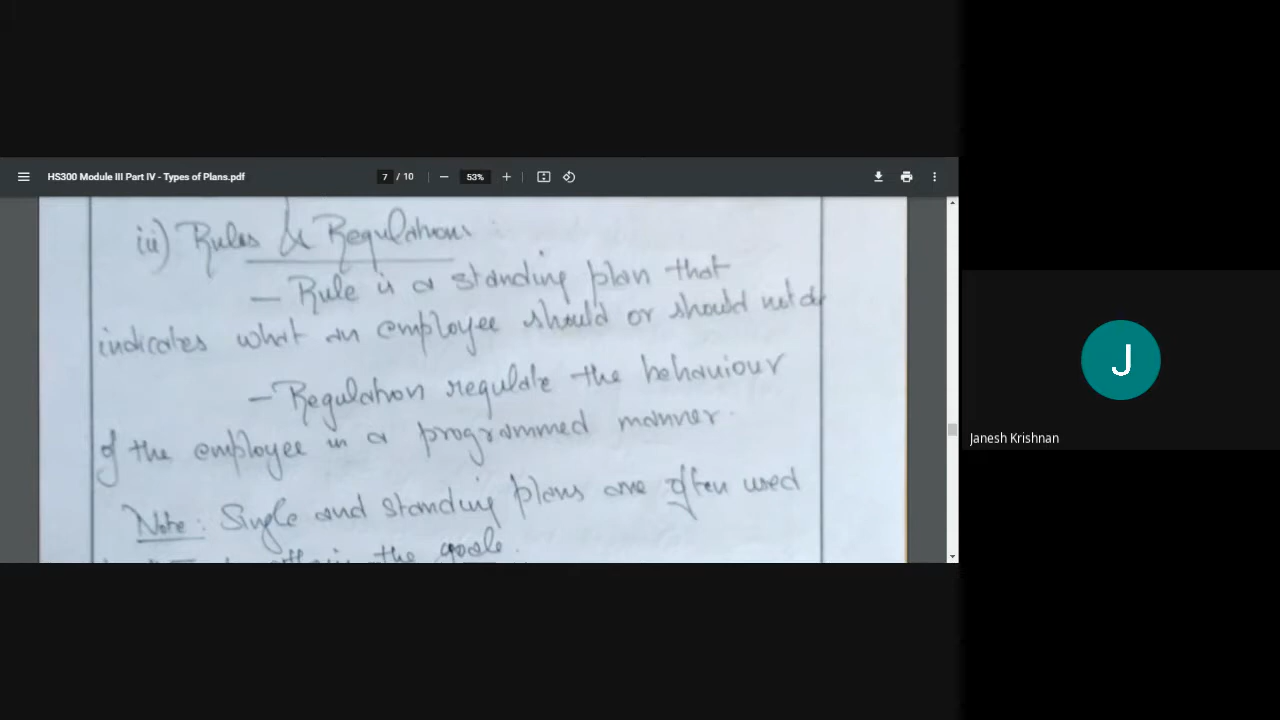 HS300 Module III Part IV - Types of Plans.pdf
7 / 10
53%
iii) Rules & Regulations
— Rule is a standing plan that
indicates what an employee should or should not do
— Regulation regulate the behaviour
of the employee in a programmed manner.
Note: Single and standing plans are often used
the goals.
J
Janesh Krishnan